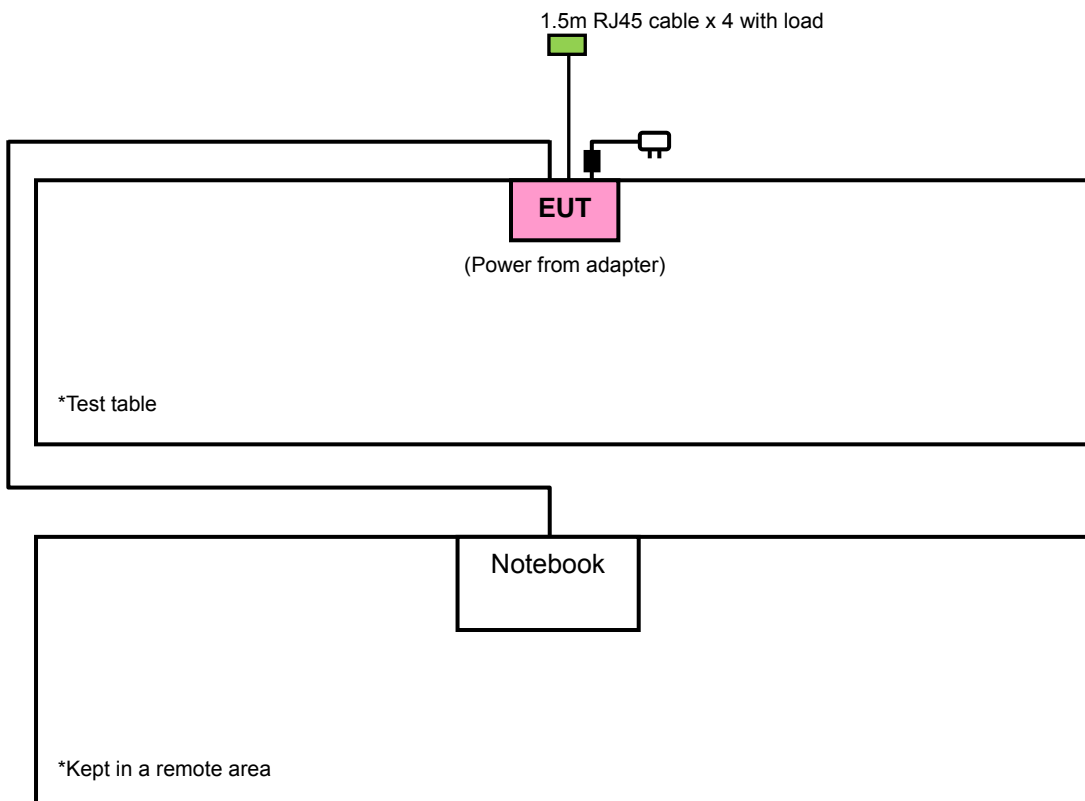 1.5m RJ45 cable x 4 with load
EUT
(Power from adapter)
*Test table
Notebook
*Kept in a remote area